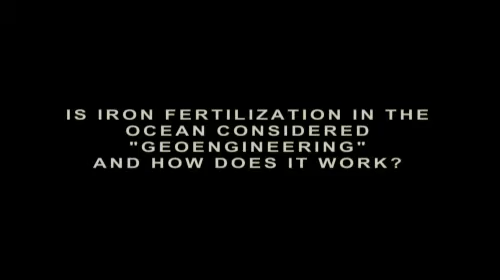 IS IRON FERTILIZATION IN THE
OCEAN CONSIDERED
"GEOENGINEERING"
AND HOW DOES IT WORK?